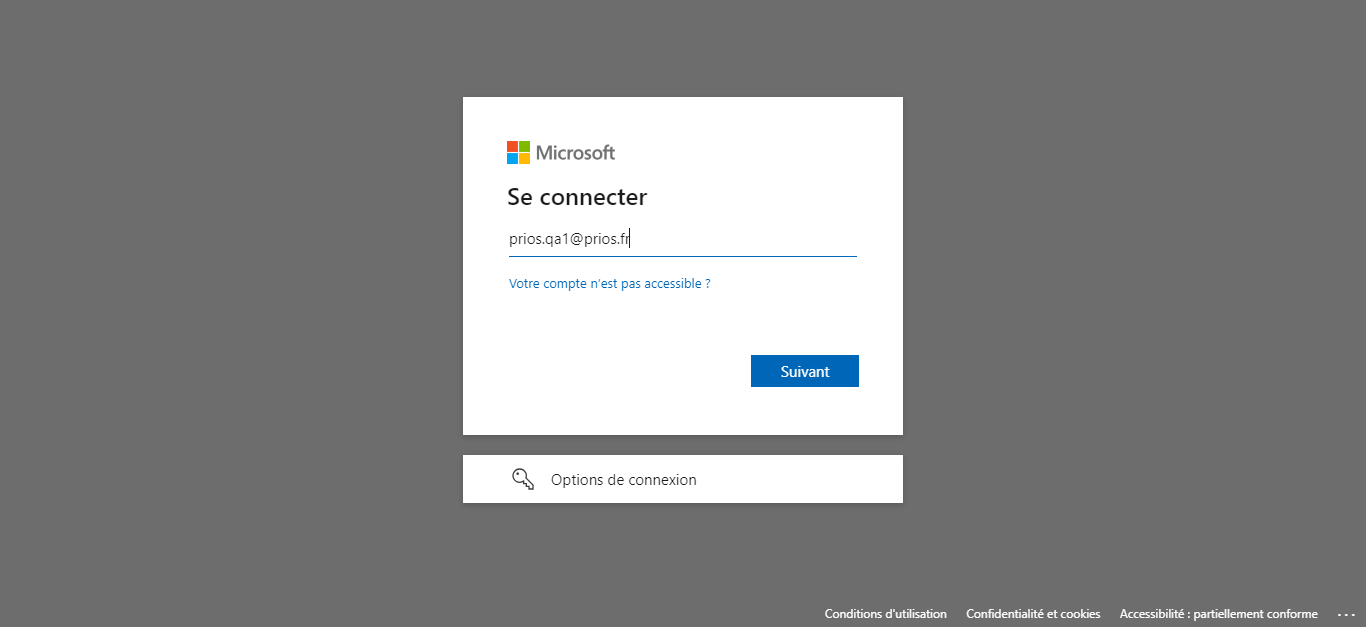 Microsoft
Se connecter
prios.qa1@prios.fr
Votre compte n'est pas accessible ?
Suivant
Options de connexion
Conditions d'utilisation Confidentialité et cookies Accessibilité : partiellement conforme ...